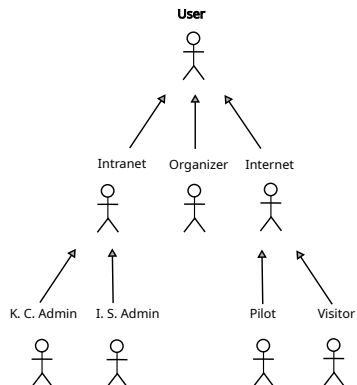 User
Intranet
Organizer
Internet
K. C. Admin
I. S. Admin
Pilot
Visitor